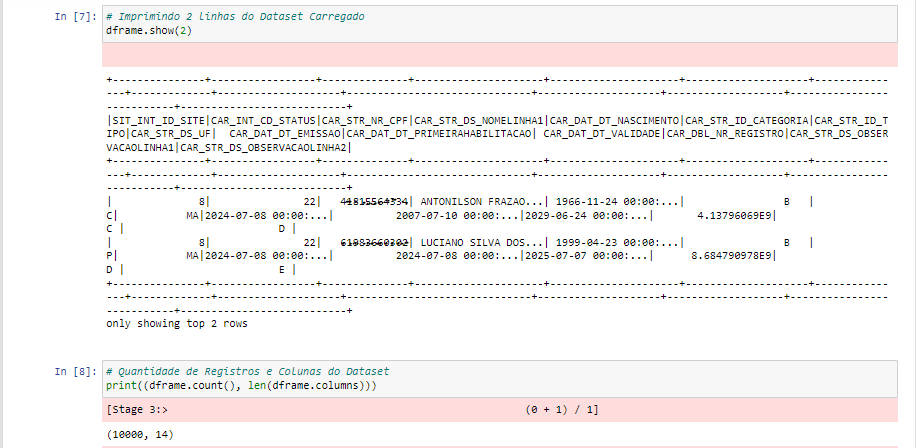 In [7]: # Imprimindo 2 linhas do Dataset Carregado
dframe.show(2)
+--------------+----------------+-------------+--------------------+--------------------+-------------------+------------
---+------------+--------------------+-------------------------+-------------------+------------------+---------------
-----------+-------------------------+
|SIT_INT_ID_SITE|CAR_INT_CD_STATUS|CAR_STR_NR_CPF|CAR_STR_DS_NOMELINHA1|CAR_DAT_DT_NASCIMENTO|CAR_STR_ID_CATEGORIA|CAR_STR_ID_T
IPO|CAR_STR_DS_UF|  CAR_DAT_DT_EMISSAO|CAR_DAT_DT_PRIMEIRAHABILITACAO| CAR_DAT_DT_VALIDADE|CAR_DBL_NR_REGISTRO|CAR_STR_DS_OBSER
VACAOLINHA1|CAR_STR_DS_OBSERVACAOLINHA2|
+--------------+----------------+-------------+--------------------+--------------------+-------------------+------------
---+------------+--------------------+-------------------------+-------------------+------------------+---------------
-----------+-------------------------+
| 8| 22| | ANTONILSON FRAZAO...| 1966-11-24 00:00:...| B |
C| MA|2024-07-08 00:00:...| 2007-07-10 00:00:...|2029-06-24 00:00:...| 4.13796069E9|
C | D |
| 8| 22| | LUCIANO SILVA DOS...| 1999-04-23 00:00:...| B |
P| MA|2024-07-08 00:00:...| 2024-07-08 00:00:...|2025-07-07 00:00:...| 8.684790978E9|
D | E |
+--------------+----------------+-------------+--------------------+--------------------+-------------------+------------
---+------------+--------------------+-------------------------+-------------------+------------------+---------------
-----------+-------------------------+
only showing top 2 rows
In [8]: # Quantidade de Registros e Colunas do Dataset
print((dframe.count(), len(dframe.columns)))
[Stage 3:> (0 + 1) / 1]
(10000, 14)